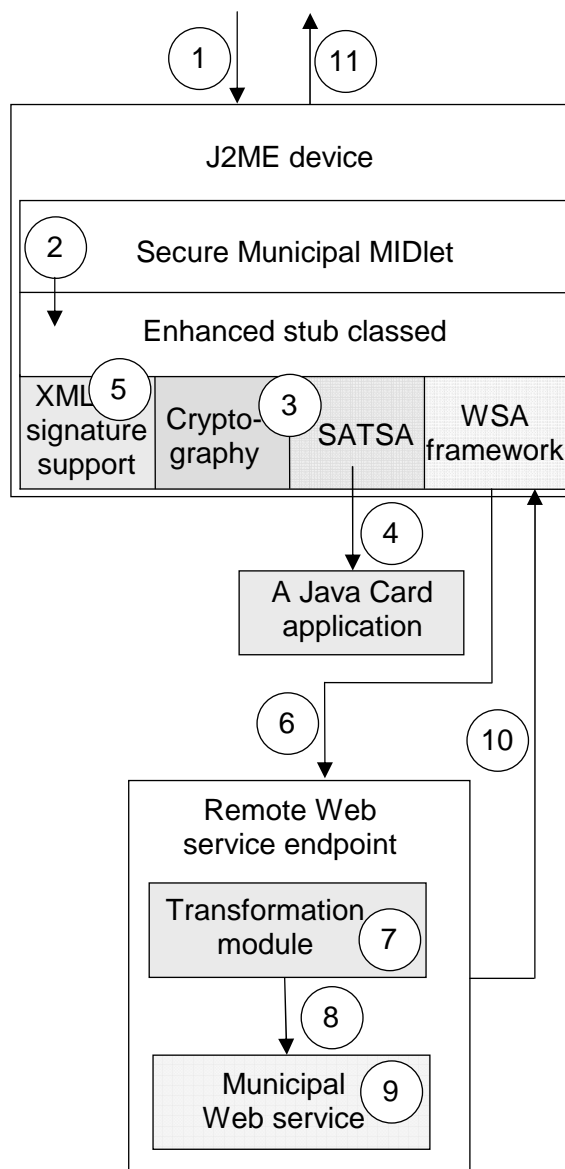 1
11
J2ME device
2
Secure Municipal MIDlet
Enhanced stub classed
XML
signature
support
5
Crypto-
graphy
3
SATSA
WSA
framework
4
A Java Card
application
6
10
Remote Web
service endpoint
Transformation
module
7
8
Municipal
Web service
9